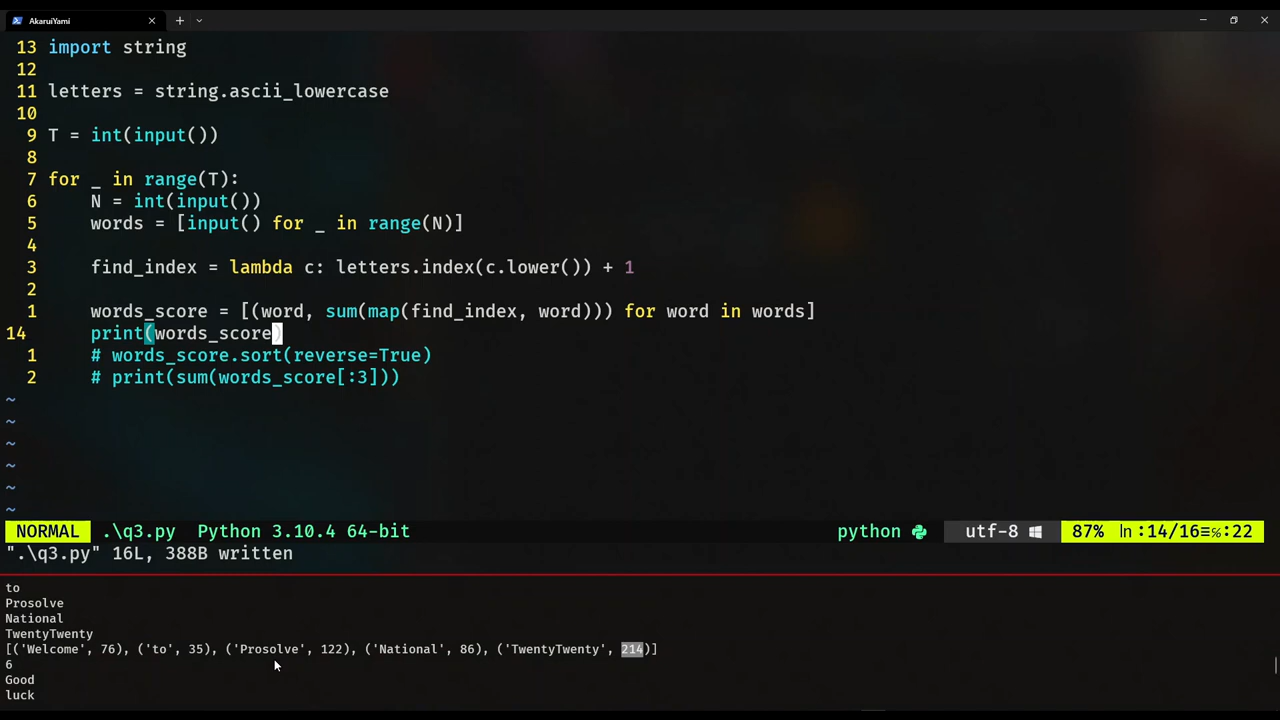 AkaruiYami
13 import string
12
11 letters = string.ascii_lowercase
10
9 T = int(input())
8
7 for _ in range(T):
6 N = int(input())
5 words = [input() for _ in range(N)]
4
3 find_index = lambda c: letters.index(c.lower()) + 1
2
1 words_score = [(word, sum(map(find_index, word))) for word in words]
14 print(words_score)
1 # words_score.sort(reverse=True)
2 # print(sum(words_score[:3]))
~
~
~
~
~
~
NORMAL .\q3.py Python 3.10.4 64-bit python utf-8 87% ln :14/16≡℅:22
".\q3.py" 16L, 388B written
to
Prosolve
National
TwentyTwenty
[('Welcome', 76), ('to', 35), ('Prosolve', 122), ('National', 86), ('TwentyTwenty', 214)]
6
Good
luck